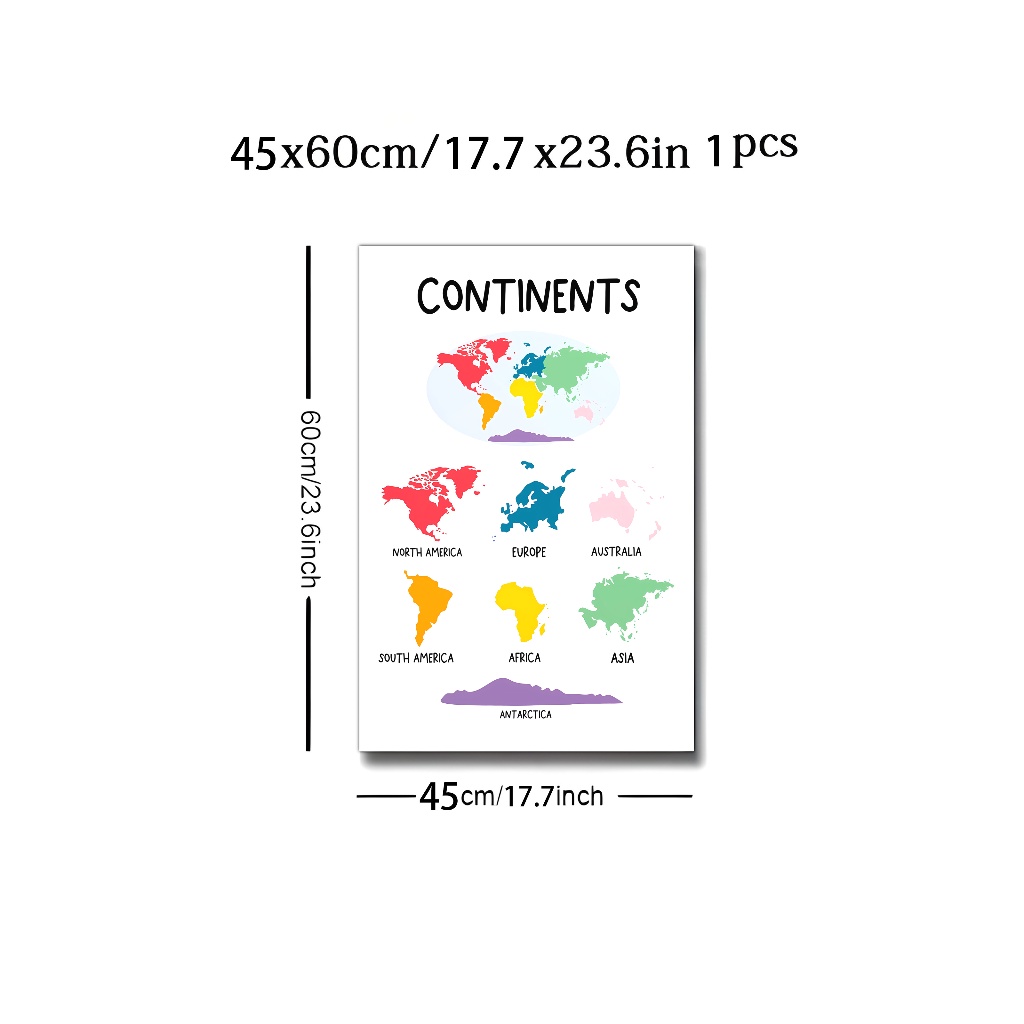 45x60cm/17.7 x23.6in 1pcs
CONTINENTS
60cm/23.6inch
NORTH AMERICA
EUROPE
AUSTRALIA
SOUTH AMERICA
AFRICA
ASIA
ANTARCTICA
45cm/17.7inch